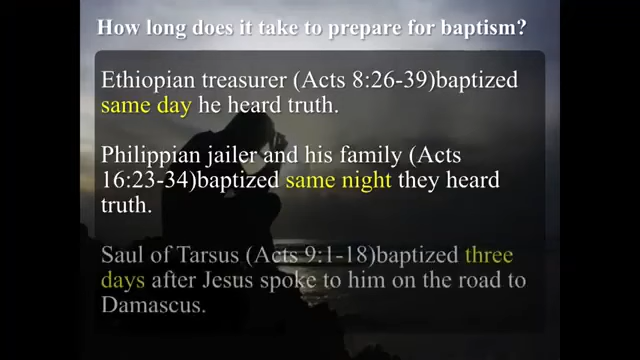 How long does it take to prepare for baptism?
Ethiopian treasurer (Acts 8:26-39)baptized
same day he heard truth.
Philippian jailer and his family (Acts
16:23-34)baptized same night they heard
truth.
Saul of Tarsus (Acts 9:1-18)baptized three
days after Jesus spoke to him on the road to
Damascus.